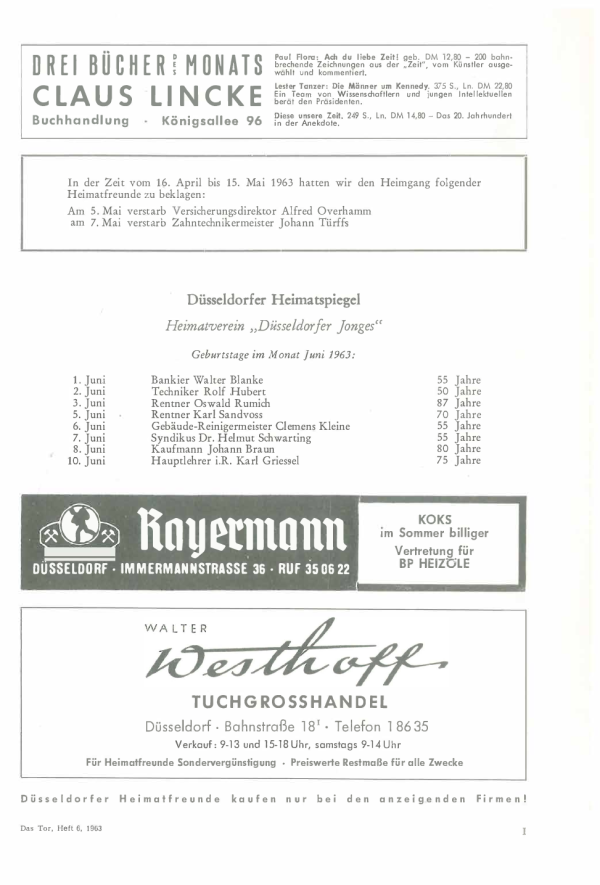 DREI BÜCHER DES MONATS
CLAUS LINCKE
Buchhandlung · Königsallee 96
Paul Flora: Ach du liebe Zeit! geb. DM 12,80 – 200 bahn-
brechende Zeichnungen aus der „Zeit“, vom Künstler ausge-
wählt und kommentiert.
Lester Tanzer: Die Männer um Kennedy. 375 S., Ln. DM 22,80
Ein Team von Wissenschaftlern und jungen Intellektuellen
berät den Präsidenten.
Diese unsere Zeit. 249 S., Ln. DM 14,80 – Das 20. Jahrhundert
in der Anekdote.
In der Zeit vom 16. April bis 15. Mai 1963 hatten wir den Heimgang folgender
Heimatfreunde zu beklagen:
Am 5. Mai verstarb Versicherungsdirektor Alfred Overhamm
am 7. Mai verstarb Zahntechnikermeister Johann Türffs
Düsseldorfer Heimatspiegel
Heimatverein „Düsseldorfer Jonges“
Geburtstage im Monat Juni 1963:
1. Juni Bankier Walter Blanke 55 Jahre
2. Juni Techniker Rolf Hubert 50 Jahre
3. Juni Rentner Oswald Rumich 87 Jahre
5. Juni Rentner Karl Sandvoss 70 Jahre
6. Juni Gebäude-Reinigermeister Clemens Kleine 55 Jahre
7. Juni Syndikus Dr. Helmut Schwarting 55 Jahre
8. Juni Kaufmann Johann Braun 80 Jahre
10. Juni Hauptlehrer i.R. Karl Griessel 75 Jahre
Rayermann
DÜSSELDORF · IMMERMANNSTRASSE 36 · RUF 35 06 22
KOKS
im Sommer billiger
Vertretung für
BP HEIZÖLE
WALTER
Westhoff
TUCHGROSSHANDEL
Düsseldorf · Bahnstraße 18ᴵ · Telefon 1 86 35
Verkauf: 9-13 und 15-18 Uhr, samstags 9-14 Uhr
Für Heimatfreunde Sondervergünstigung · Preiswerte Restmaße für alle Zwecke
Düsseldorfer Heimatfreunde kaufen nur bei den anzeigenden Firmen!
Das Tor, Heft 6, 1963
I